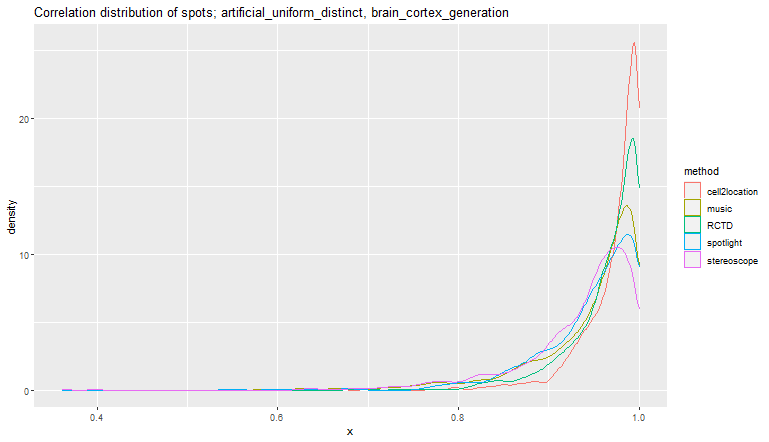 Correlation distribution of spots; artificial_uniform_distinct, brain_cortex_generation
20
10
0
density
0.4
0.6
0.8
1.0
x
method
cell2location
music
RCTD
spotlight
stereoscope